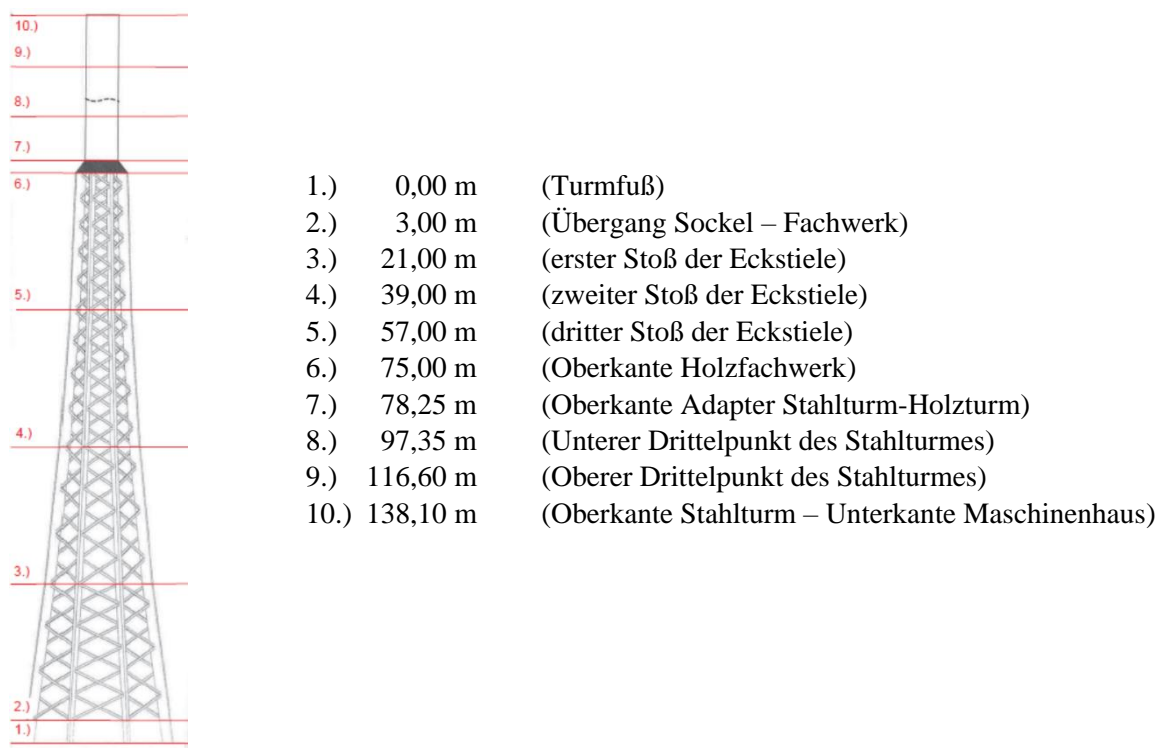 10.)
9.)
8.)
7.)
6.)
5.)
4.)
3.)
2.)
1.)
1.) 0,00 m (Turmfuß)
2.) 3,00 m (Übergang Sockel – Fachwerk)
3.) 21,00 m (erster Stoß der Eckstiele)
4.) 39,00 m (zweiter Stoß der Eckstiele)
5.) 57,00 m (dritter Stoß der Eckstiele)
6.) 75,00 m (Oberkante Holzfachwerk)
7.) 78,25 m (Oberkante Adapter Stahlturm-Holzturm)
8.) 97,35 m (Unterer Drittelpunkt des Stahlturmes)
9.) 116,60 m (Oberer Drittelpunkt des Stahlturmes)
10.) 138,10 m (Oberkante Stahlturm – Unterkante Maschinenhaus)